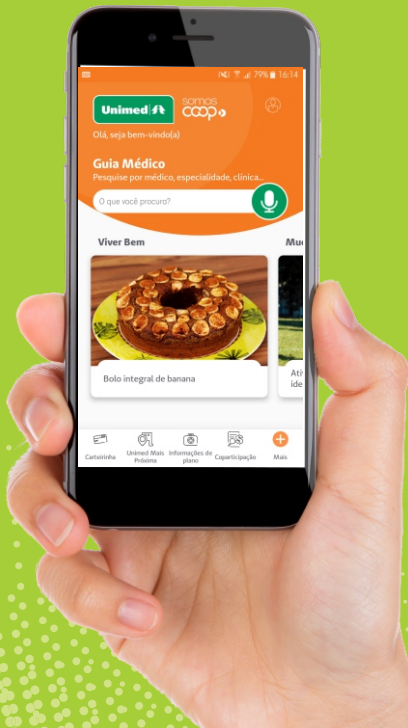 79% 16:14
Unimed
somos
coop
Olá, seja bem-vindo(a)
Guia Médico
Pesquise por médico, especialidade, clínica...
O que você procuro?
Viver Bem
Bolo integral de banana
Carteirinha
Unimed Mais
Próxima
Informações de
plano
Coparticipação
Mais